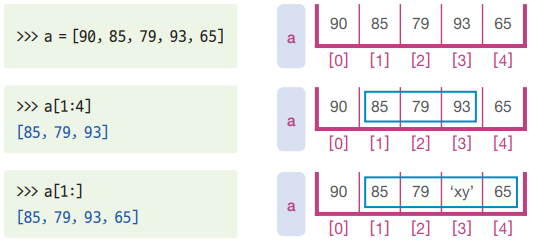 >>> a = [90, 85, 79, 93, 65]
a 90 85 79 93 65
[0] [1] [2] [3] [4]
>>> a[1:4]
[85, 79, 93]
a 90 85 79 93 65
[0] [1] [2] [3] [4]
>>> a[1:]
[85, 79, 93, 65]
a 90 85 79 ‘xy’ 65
[0] [1] [2] [3] [4]